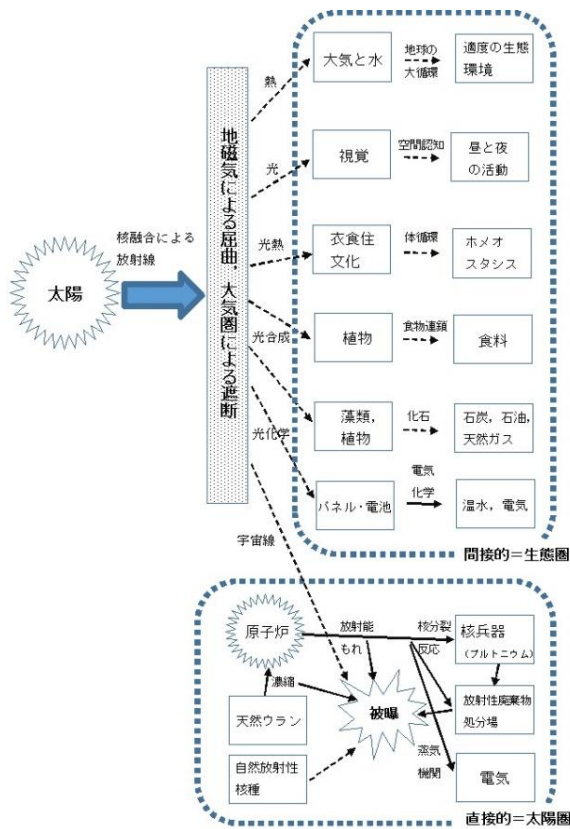 太陽
核融合による
放射線
地磁気による屈曲，大気圏による遮断
熱
大気と水
地球の
大循環
適度の生態
環境
光
視覚
空間認知
昼と夜
の活動
光熱
衣食住
文化
体循環
ホメオ
スタシス
光合成
植物
食物連鎖
食料
藻類，
植物
化石
石炭，石油，
天然ガス
光化学
パネル・電池
電気
化学
温水，電気
間接的＝生態圏
宇宙線
原子炉
放射能
もれ
核分裂
反応
核兵器
(プルトニウム)
濃縮
天然ウラン
被曝
放射性廃棄物
処分場
自然放射性
核種
蒸気
機関
電気
直接的＝太陽圏